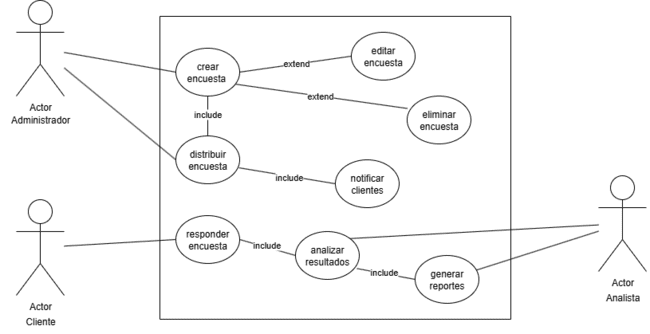 Actor
Administrador
crear
encuesta
extend
editar
encuesta
extend
eliminar
encuesta
include
distribuir
encuesta
include
notificar
clientes
Actor
Cliente
responder
encuesta
include
analizar
resultados
include
generar
reportes
Actor
Analista